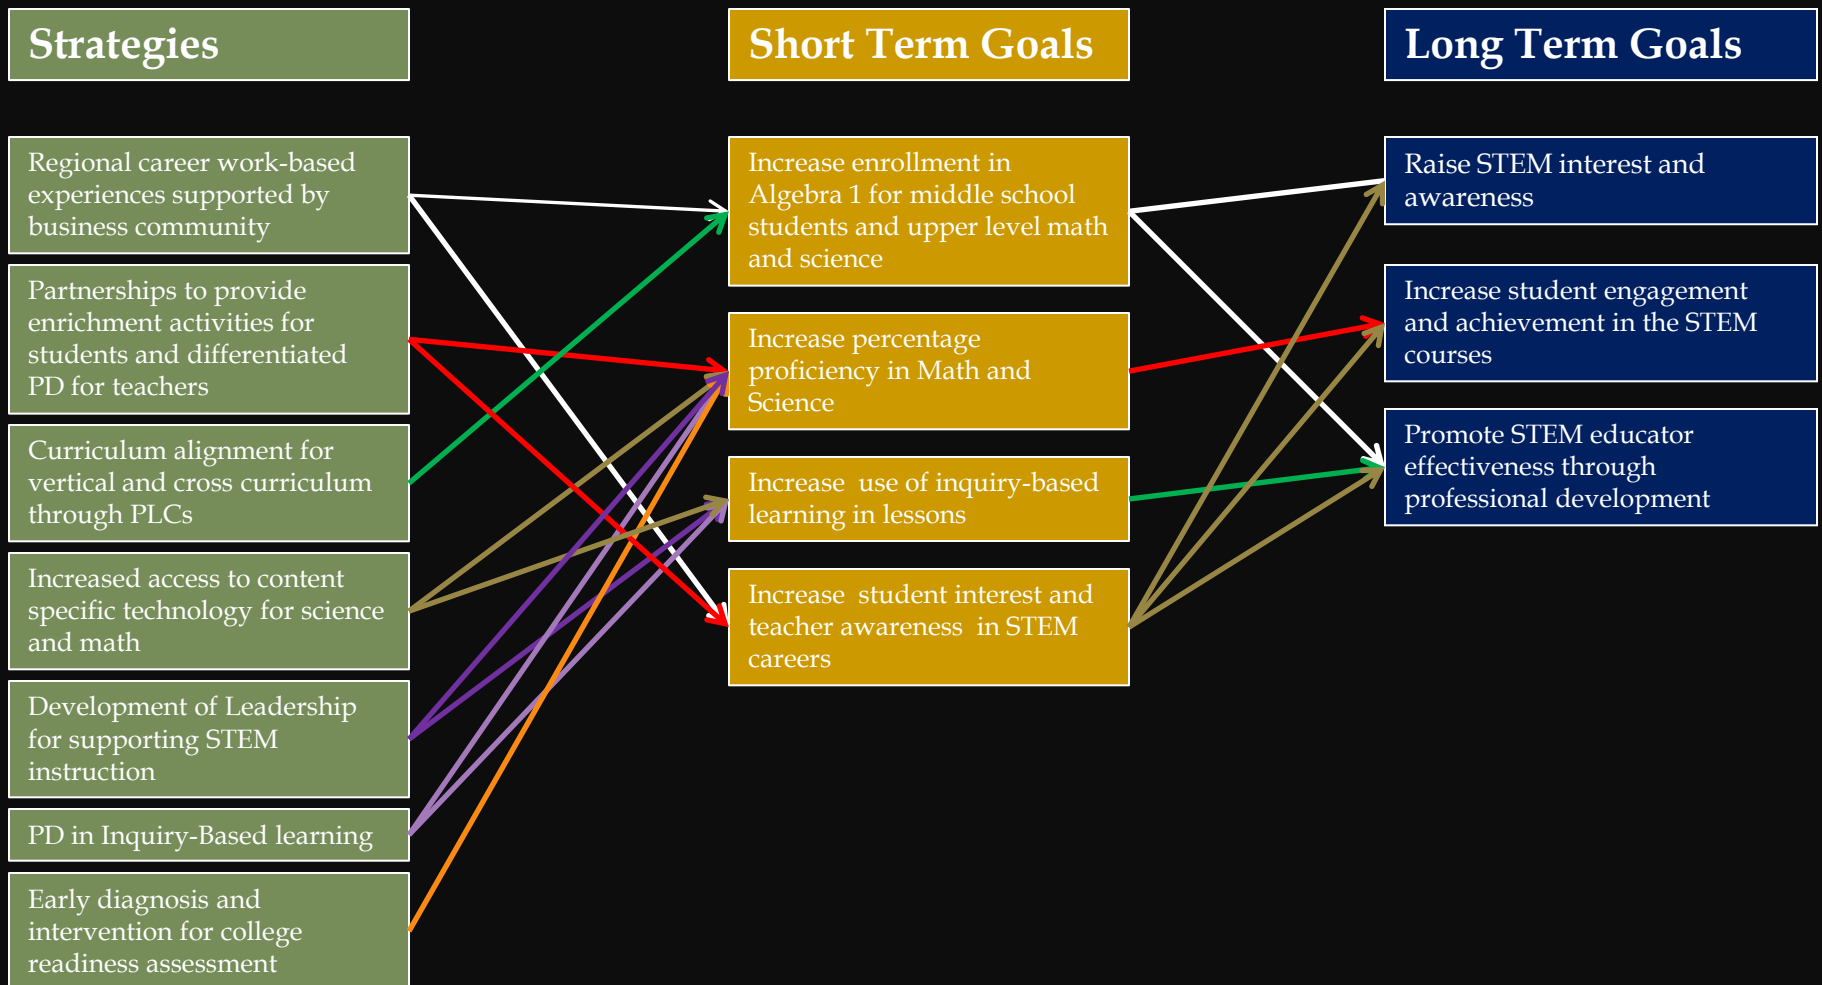 Strategies
Short Term Goals
Long Term Goals
Regional career work-based
experiences supported by
business community
Partnerships to provide
enrichment activities for
students and differentiated
PD for teachers
Curriculum alignment for
vertical and cross curriculum
through PLCs
Increased access to content
specific technology for science
and math
Development of Leadership
for supporting STEM
instruction
PD in Inquiry-Based learning
Early diagnosis and
intervention for college
readiness assessment
Increase enrollment in
Algebra 1 for middle school
students and upper level math
and science
Increase percentage
proficiency in Math and
Science
Increase use of inquiry-based
learning in lessons
Increase student interest and
teacher awareness in STEM
careers
Raise STEM interest and
awareness
Increase student engagement
and achievement in the STEM
courses
Promote STEM educator
effectiveness through
professional development